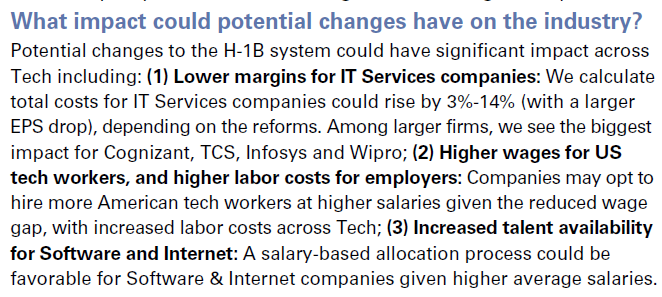 What impact could potential changes have on the industry?
Potential changes to the H-1B system could have significant impact across
Tech including: (1) Lower margins for IT Services companies: We calculate
total costs for IT Services companies could rise by 3%-14% (with a larger
EPS drop), depending on the reforms. Among larger firms, we see the biggest
impact for Cognizant, TCS, Infosys and Wipro; (2) Higher wages for US
tech workers, and higher labor costs for employers: Companies may opt to
hire more American tech workers at higher salaries given the reduced wage
gap, with increased labor costs across Tech; (3) Increased talent availability
for Software and Internet: A salary-based allocation process could be
favorable for Software & Internet companies given higher average salaries.